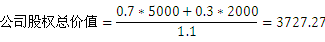 公司股权总价值 = (0.7 * 5000 + 0.3 * 2000) / 1.1 = 3727.27